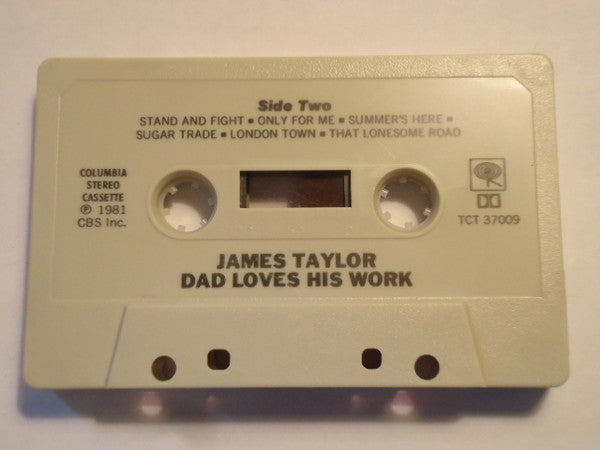 Side Two
STAND AND FIGHT ▪ ONLY FOR ME ▪ SUMMER'S HERE ▪
SUGAR TRADE ▪ LONDON TOWN ▪ THAT LONESOME ROAD
COLUMBIA
STEREO
CASSETTE
℗ 1981
CBS Inc.
TCT 37009
JAMES TAYLOR
DAD LOVES HIS WORK